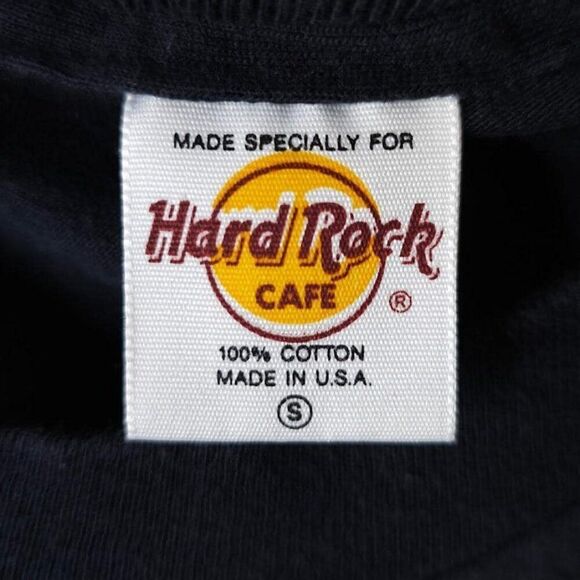 MADE SPECIALLY FOR
Hard Rock
CAFE
®
100% COTTON
MADE IN U.S.A.
S